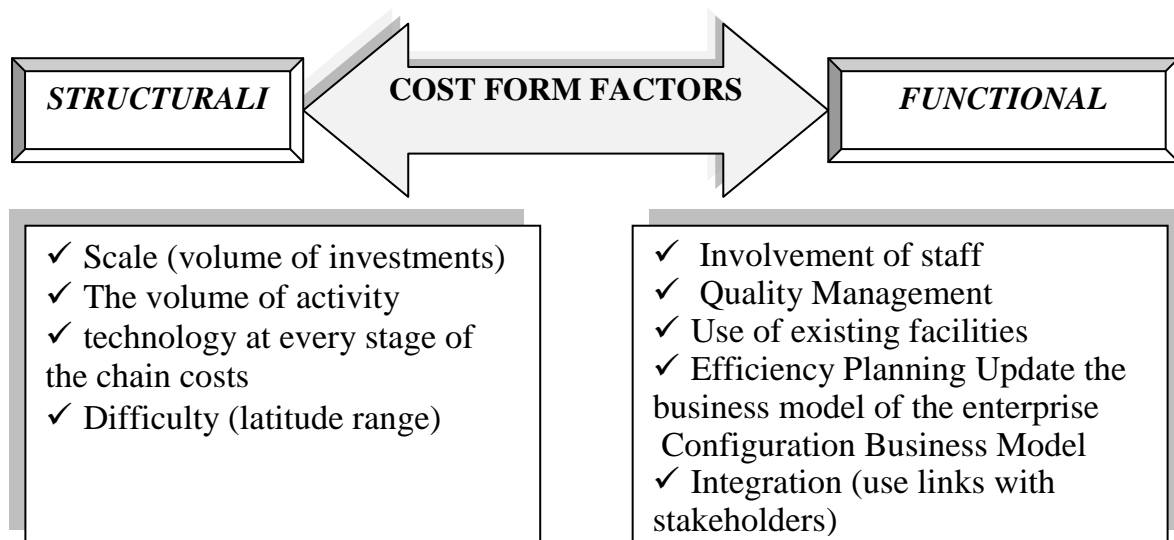 STRUCTURALI
COST FORM FACTORS
FUNCTIONAL
✓ Scale (volume of investments)
✓ The volume of activity
✓ technology at every stage of
the chain costs
✓ Difficulty (latitude range)
✓ Involvement of staff
✓ Quality Management
✓ Use of existing facilities
✓ Efficiency Planning Update the
business model of the enterprise
Configuration Business Model
✓ Integration (use links with
stakeholders)